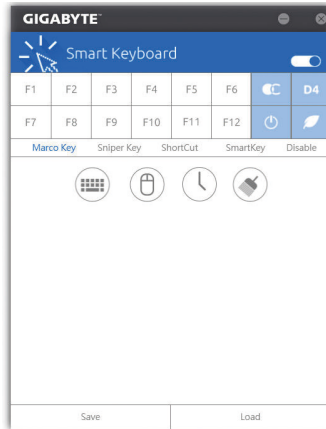 GIGABYTE™
Smart Keyboard
F1 F2 F3 F4 F5 F6 D4
F7 F8 F9 F10 F11 F12
Marco Key Sniper Key ShortCut SmartKey Disable
Save Load